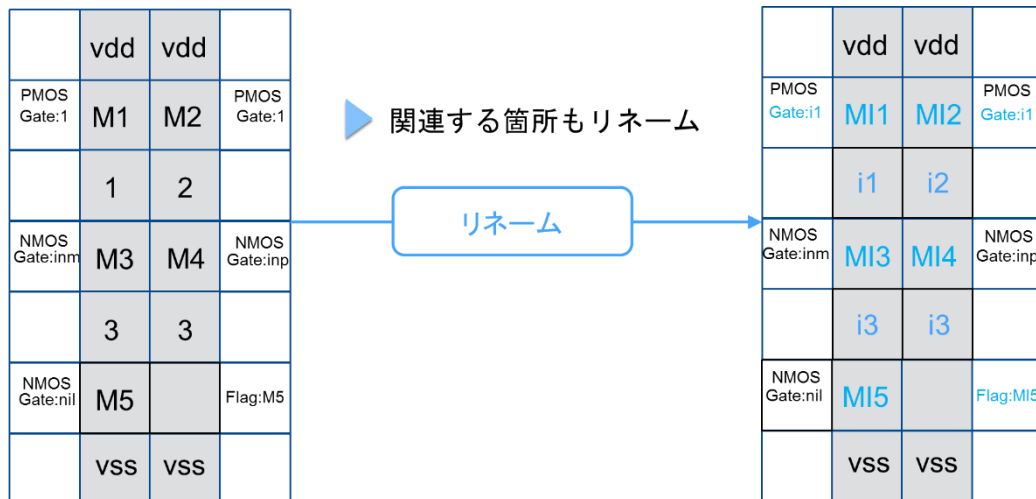 vdd vdd
PMOS
Gate:1
M1 M2
PMOS
Gate:1
1 2
NMOS
Gate:inm
M3 M4
NMOS
Gate:inp
3 3
NMOS
Gate:nil
M5
Flag:M5
vss vss
関連する箇所もリネーム
リネーム
vdd vdd
PMOS
Gate:i1
MI1 MI2
PMOS
Gate:i1
i1 i2
NMOS
Gate:inm
MI3 MI4
NMOS
Gate:inp
i3 i3
NMOS
Gate:nil
MI5
Flag:MI5
vss vss